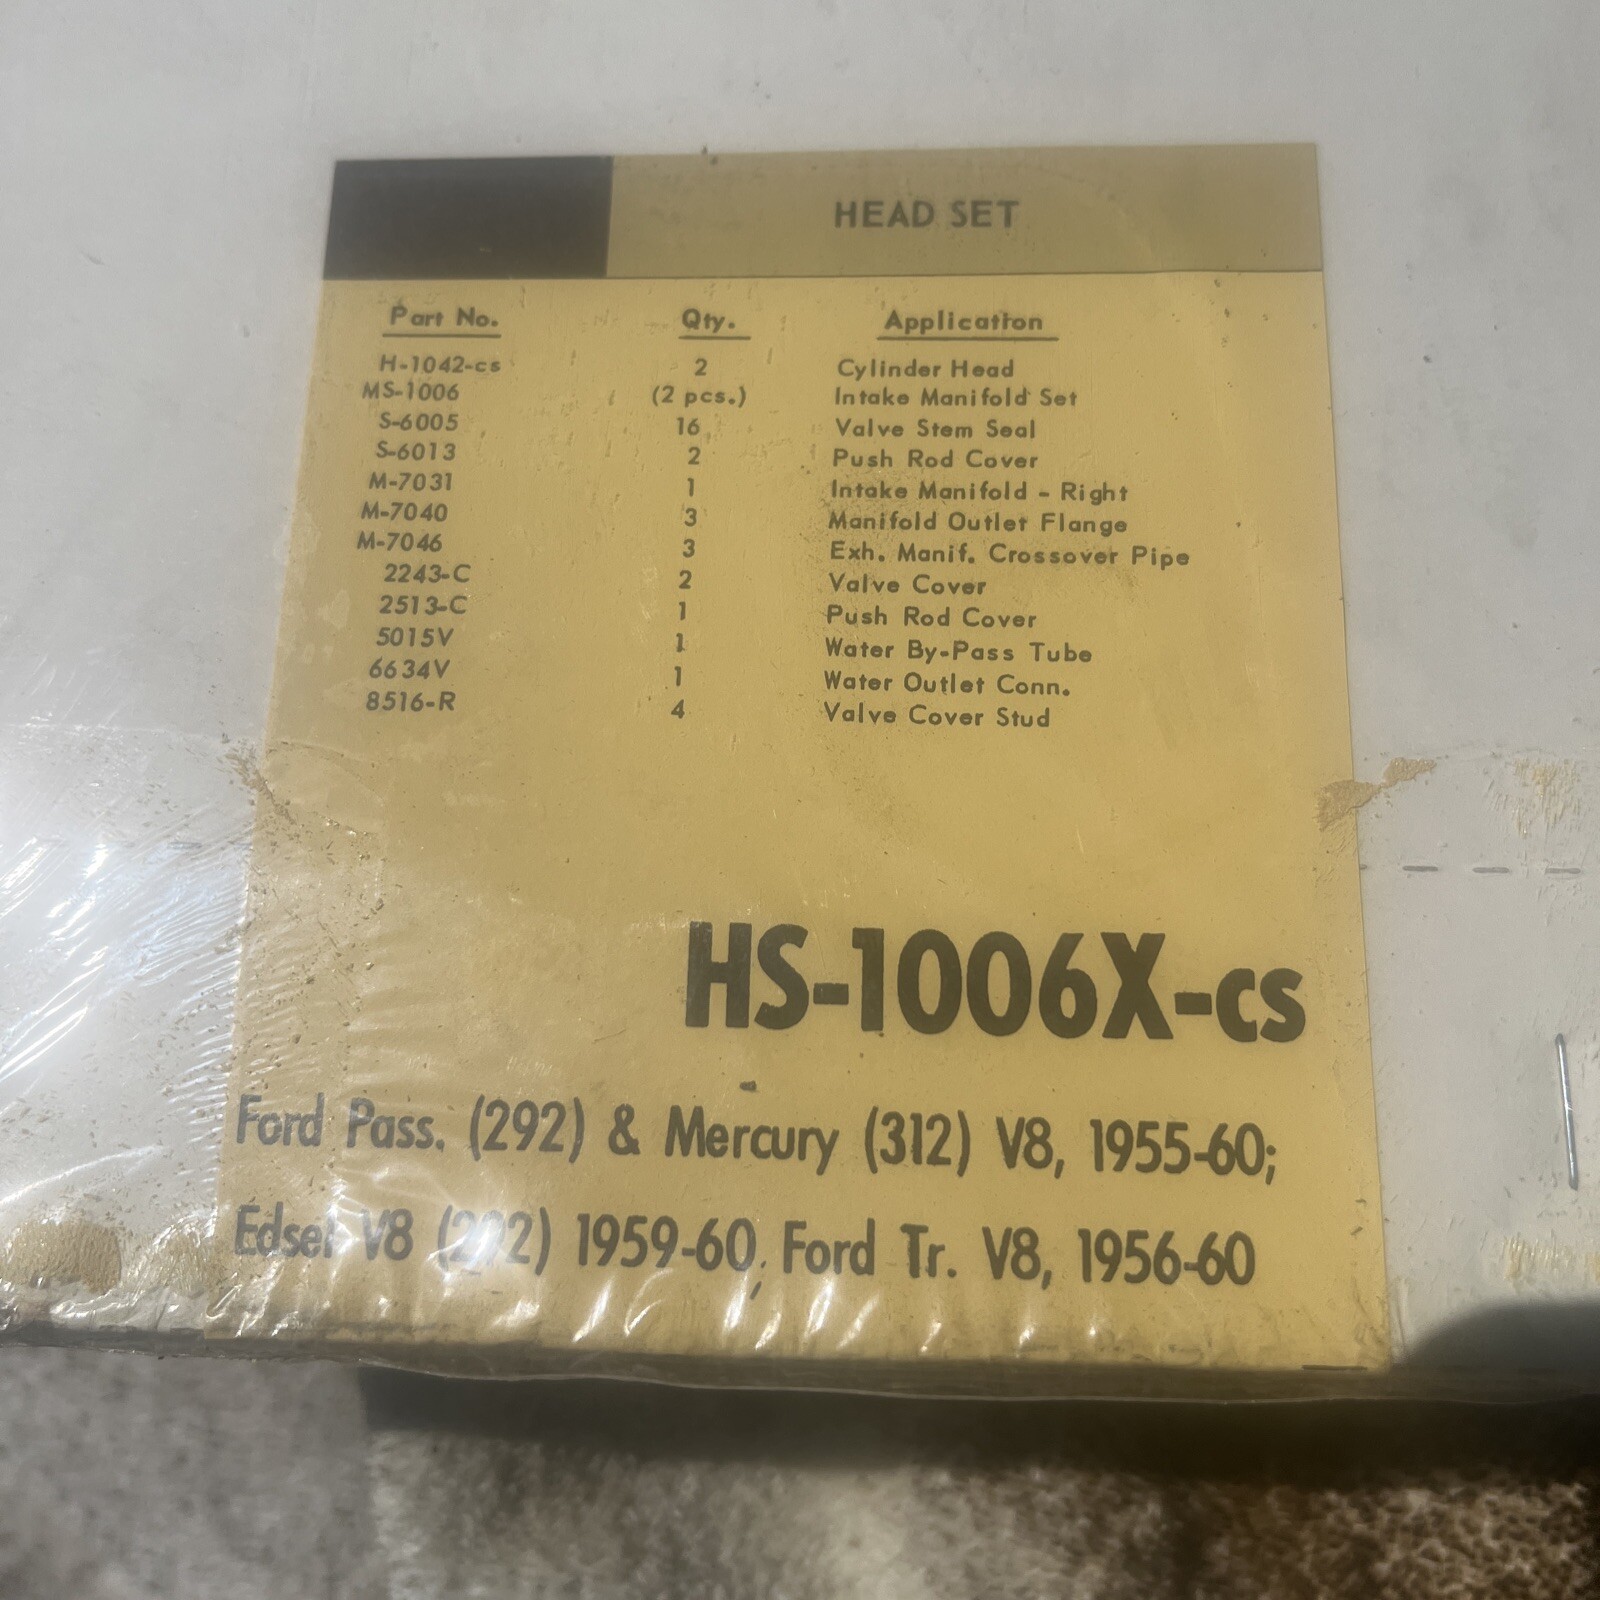 HEAD SET
Part No. Qty. Application
H-1042-cs 2 Cylinder Head
MS-1006 (2 pcs.) Intake Manifold Set
S-6005 16 Valve Stem Seal
S-6013 2 Push Rod Cover
M-7031 1 Intake Manifold - Right
M-7040 3 Manifold Outlet Flange
M-7046 3 Exh. Manif. Crossover Pipe
2243-C 2 Valve Cover
2513-C 1 Push Rod Cover
5015V 1 Water By-Pass Tube
6634V 1 Water Outlet Conn.
8516-R 4 Valve Cover Stud
HS-1006X-cs
Ford Pass. (292) & Mercury (312) V8, 1955-60;
Edsel V8 (292) 1959-60; Ford Tr. V8, 1956-60